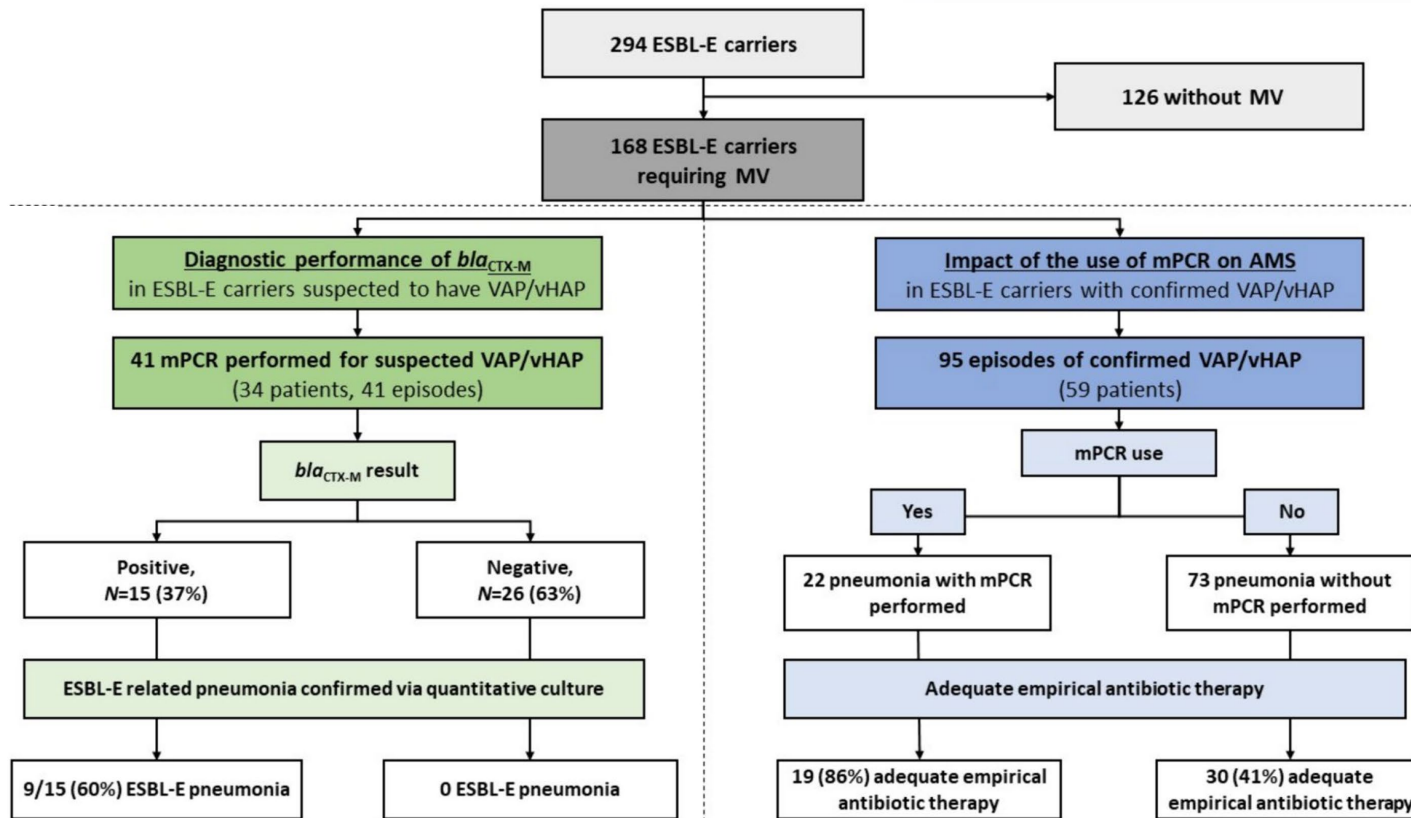 294 ESBL-E carriers
126 without MV
168 ESBL-E carriers
requiring MV
Diagnostic performance of blaCTX-M
in ESBL-E carriers suspected to have VAP/vHAP
41 mPCR performed for suspected VAP/vHAP
(34 patients, 41 episodes)
blaCTX-M result
Positive,
N=15 (37%)
Negative,
N=26 (63%)
ESBL-E related pneumonia confirmed via quantitative culture
9/15 (60%) ESBL-E pneumonia
0 ESBL-E pneumonia
Impact of the use of mPCR on AMS
in ESBL-E carriers with confirmed VAP/vHAP
95 episodes of confirmed VAP/vHAP
(59 patients)
mPCR use
Yes
No
22 pneumonia with mPCR
performed
73 pneumonia without
mPCR performed
Adequate empirical antibiotic therapy
19 (86%) adequate empirical
antibiotic therapy
30 (41%) adequate
empirical antibiotic therapy